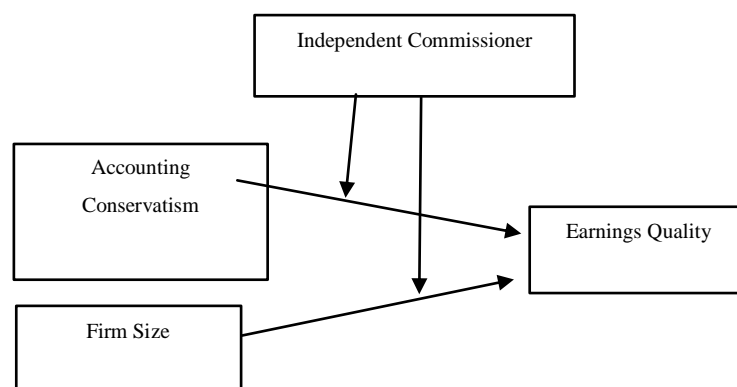 Independent Commissioner
Accounting
Conservatism
Earnings Quality
Firm Size